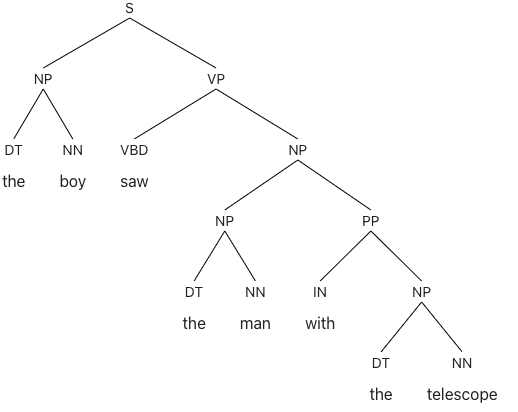 S
NP VP
DT NN VBD NP
the boy saw
NP PP
DT NN IN NP
the man with
DT NN
the telescope